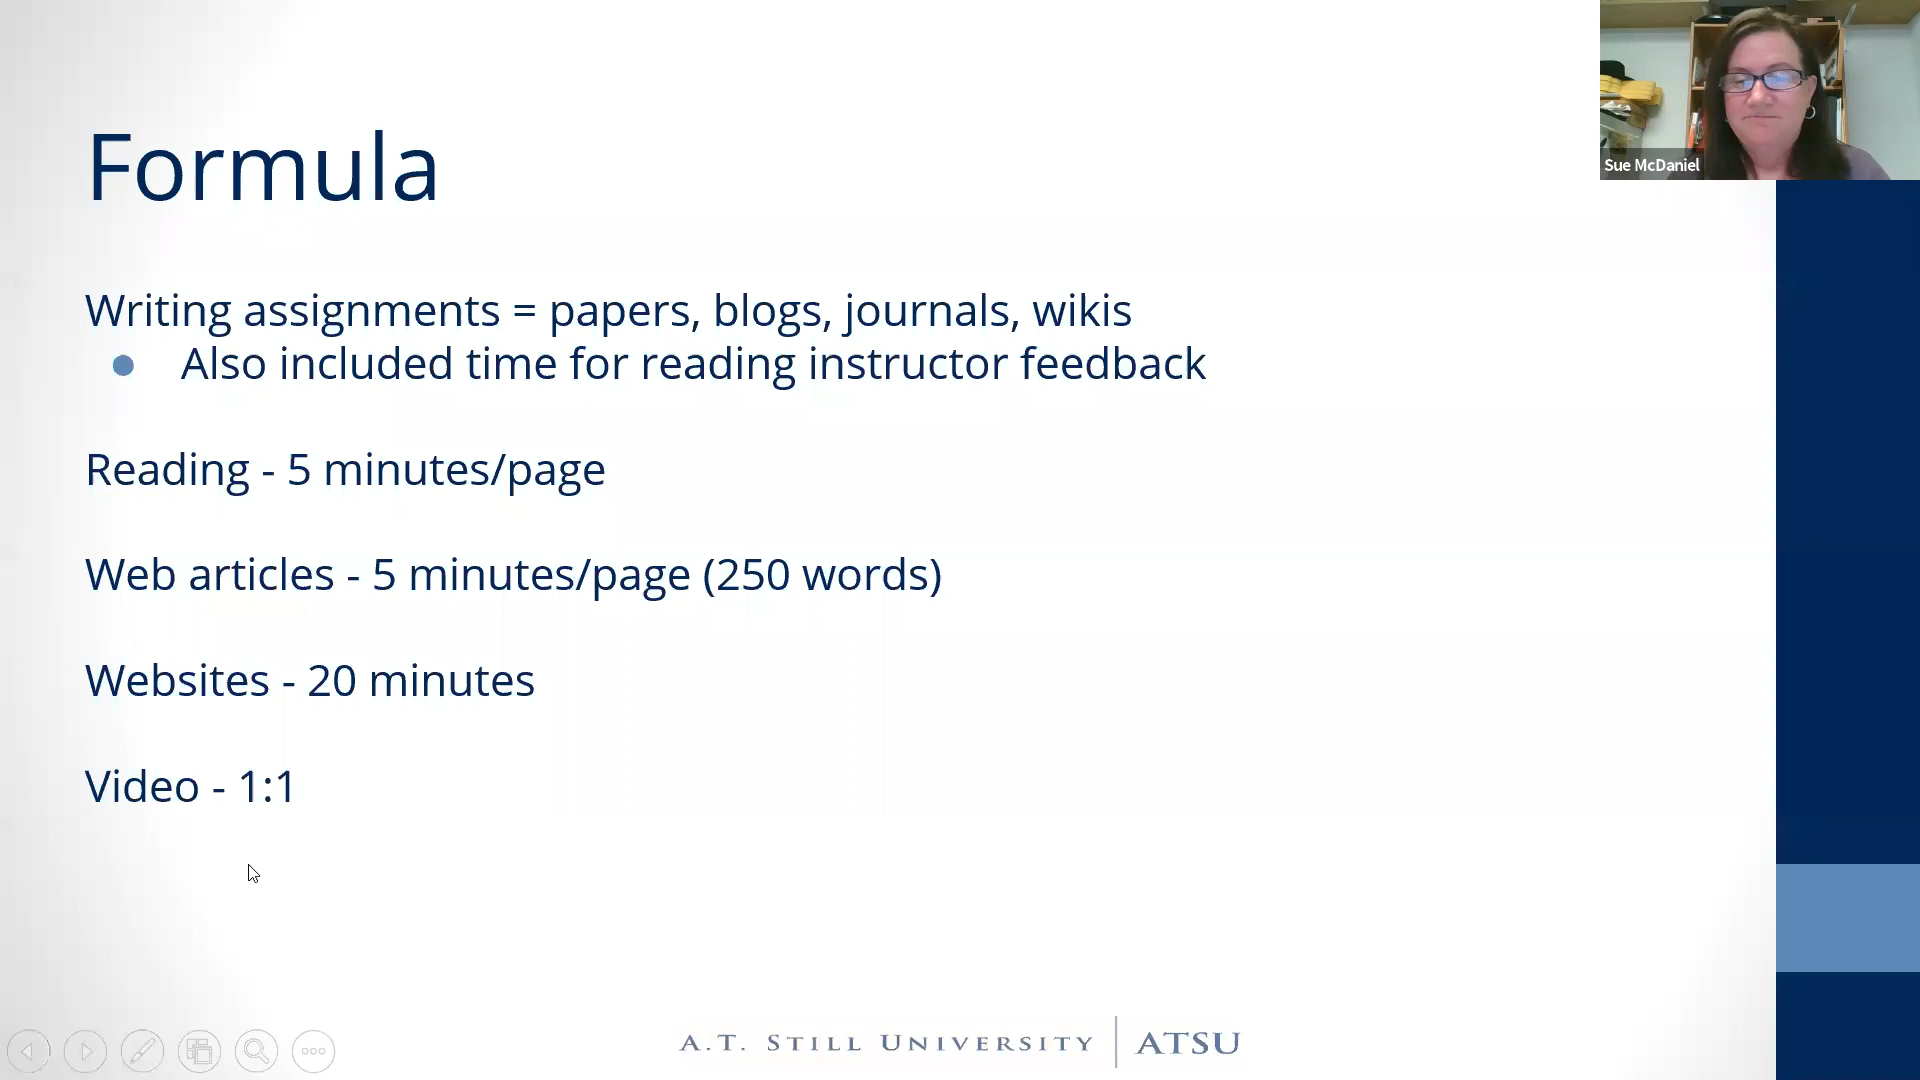 Sue McDaniel
Formula
Writing assignments = papers, blogs, journals, wikis
Also included time for reading instructor feedback
Reading - 5 minutes/page
Web articles - 5 minutes/page (250 words)
Websites - 20 minutes
Video - 1:1
A.T. STILL UNIVERSITY | ATSU